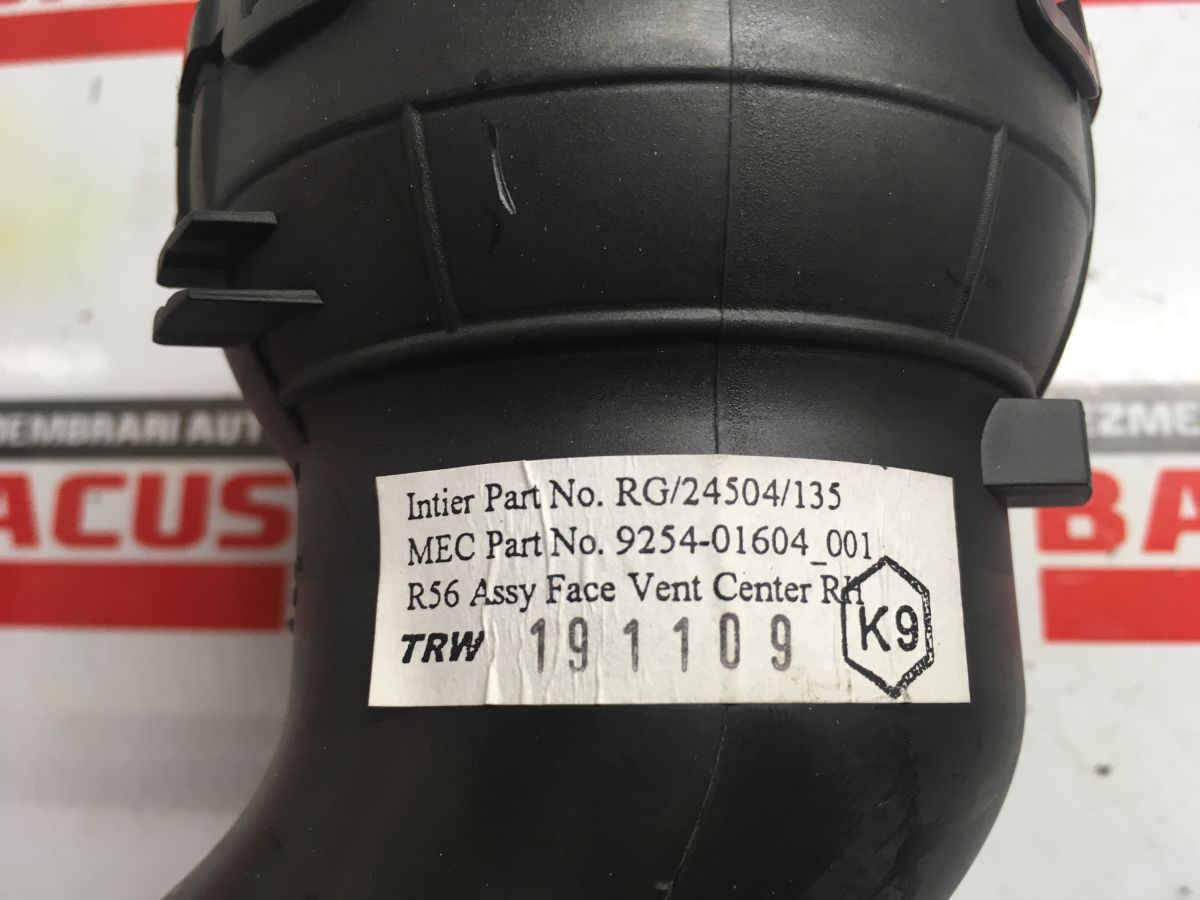 EMBRARI AUT
ACUS
EZME
BA
Intier Part No. RG/24504/135
MEC Part No. 9254-01604_001
R56 Assy Face Vent Center RH
TRW 191109
K9